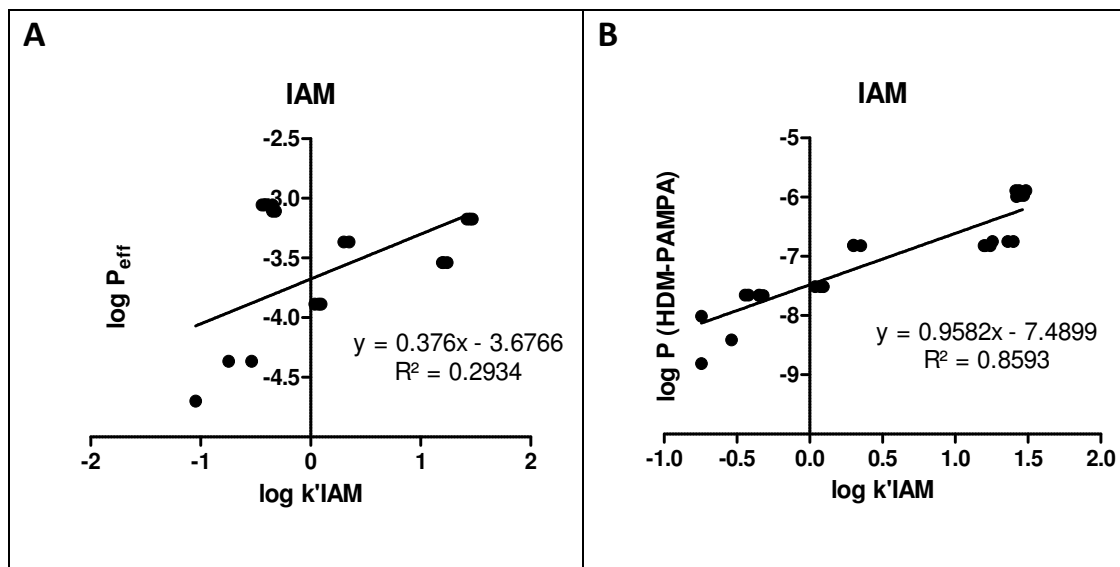 A
IAM
-2.5
-3.0
-3.5
-4.0
-4.5
log Peff
y = 0.376x - 3.6766
R² = 0.2934
-2 -1 0 1 2
log k'IAM
B
IAM
-5
-6
-7
-8
-9
log P (HDM-PAMPA)
y = 0.9582x - 7.4899
R² = 0.8593
-1.0 -0.5 0.0 0.5 1.0 1.5 2.0
log k'IAM